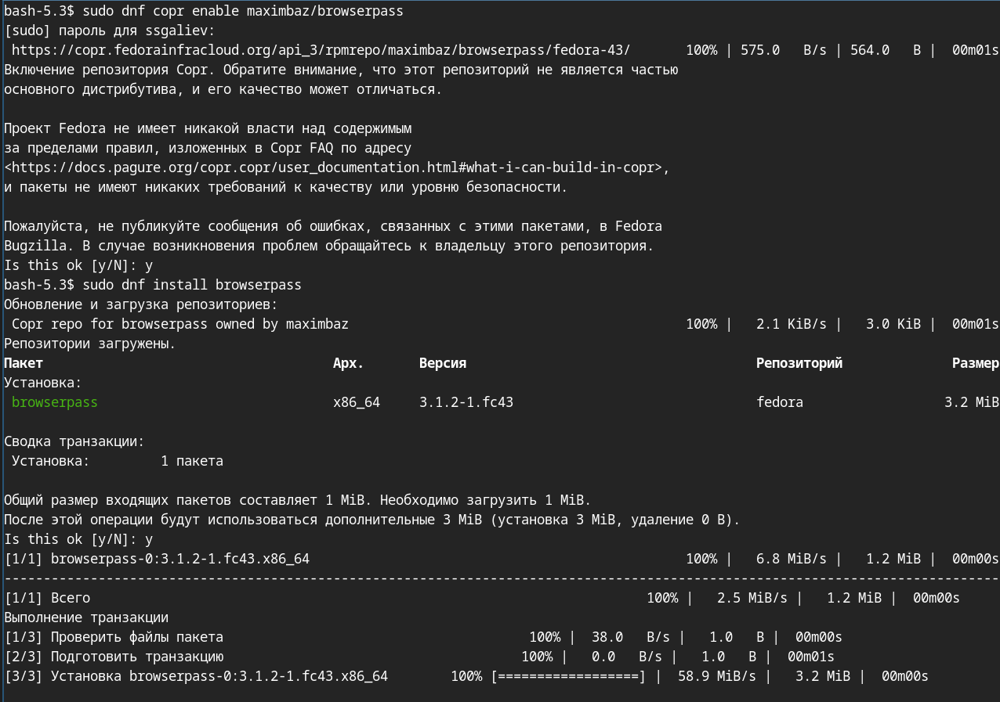 bash-5.3$ sudo dnf copr enable maximbaz/browserpass
[sudo] пароль для ssgaliev:
https://copr.fedorainfracloud.org/api_3/rpmrepo/maximbaz/browserpass/fedora-43/ 100% | 575.0 B/s | 564.0 B | 00m01s
Включение репозитория Copr. Обратите внимание, что этот репозиторий не является частью
основного дистрибутива, и его качество может отличаться.
Проект Fedora не имеет никакой власти над содержимым
за пределами правил, изложенных в Copr FAQ по адресу
<https://docs.pagure.org/copr.copr/user_documentation.html#what-i-can-build-in-copr>,
и пакеты не имеют никаких требований к качеству или уровню безопасности.
Пожалуйста, не публикуйте сообщения об ошибках, связанных с этими пакетами, в Fedora
Bugzilla. В случае возникновения проблем обращайтесь к владельцу этого репозитория.
Is this ok [y/N]: y
bash-5.3$ sudo dnf install browserpass
Обновление и загрузка репозиториев:
Copr repo for browserpass owned by maximbaz 100% | 2.1 KiB/s | 3.0 KiB | 00m01s
Репозитории загружены.
Пакет Арх. Версия Репозиторий Размер
Установка:
browserpass x86_64 3.1.2-1.fc43 fedora 3.2 MiB
Сводка транзакции:
Установка: 1 пакета
Общий размер входящих пакетов составляет 1 MiB. Необходимо загрузить 1 MiB.
После этой операции будут использоваться дополнительные 3 MiB (установка 3 MiB, удаление 0 B).
Is this ok [y/N]: y
[1/1] browserpass-0:3.1.2-1.fc43.x86_64 100% | 6.8 MiB/s | 1.2 MiB | 00m00s
-------------------------------------------------------------------------------------------------------------------------------
[1/1] Всего 100% | 2.5 MiB/s | 1.2 MiB | 00m00s
Выполнение транзакции
[1/3] Проверить файлы пакета 100% | 38.0 B/s | 1.0 B | 00m00s
[2/3] Подготовить транзакцию 100% | 0.0 B/s | 1.0 B | 00m01s
[3/3] Установка browserpass-0:3.1.2-1.fc43.x86_64 100% [==================] | 58.9 MiB/s | 3.2 MiB | 00m00s